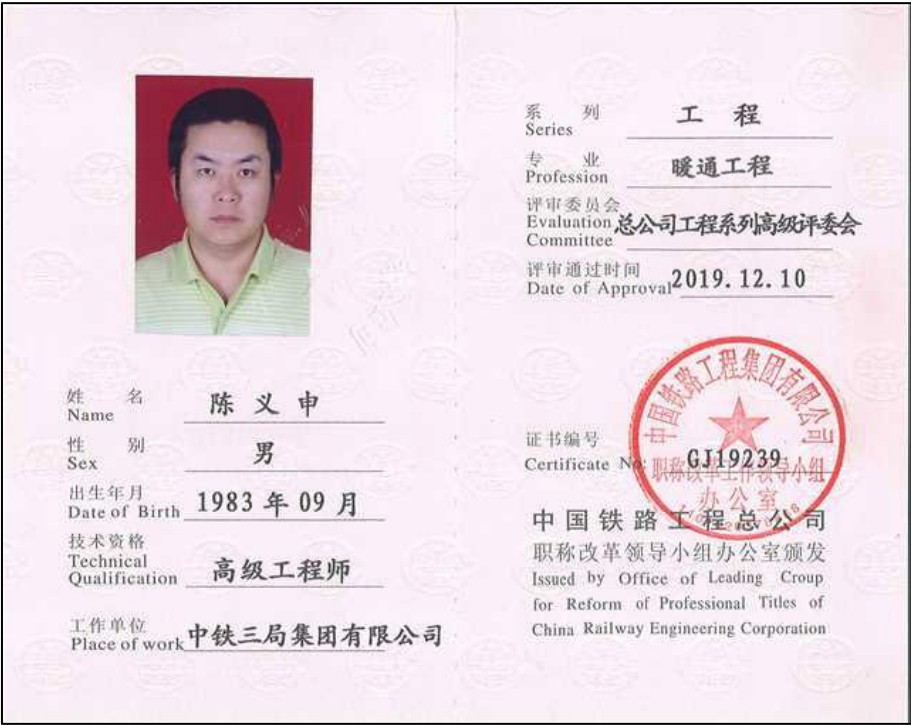 姓名 陈义申
Name
性别 男
Sex
出生年月 1983年09月
Date of Birth
技术资格
Technical 高级工程师
Qualification
工作单位 中铁三局集团有限公司
Place of work
系列 工程
Series
专业 暖通工程
Profession
评审委员会
Evaluation 总公司工程系列高级评委会
Committee
评审通过时间 2019.12.10
Date of Approval
中国铁路工程集团有限公司
证书编号
Certificate No: GJ19239
职称改革工作领导小组
办公室
中国铁路工程总公司
职称改革领导小组办公室颁发
Issued by Office of Leading Croup
for Reform of Professional Titles of
China Railway Engineering Corporation